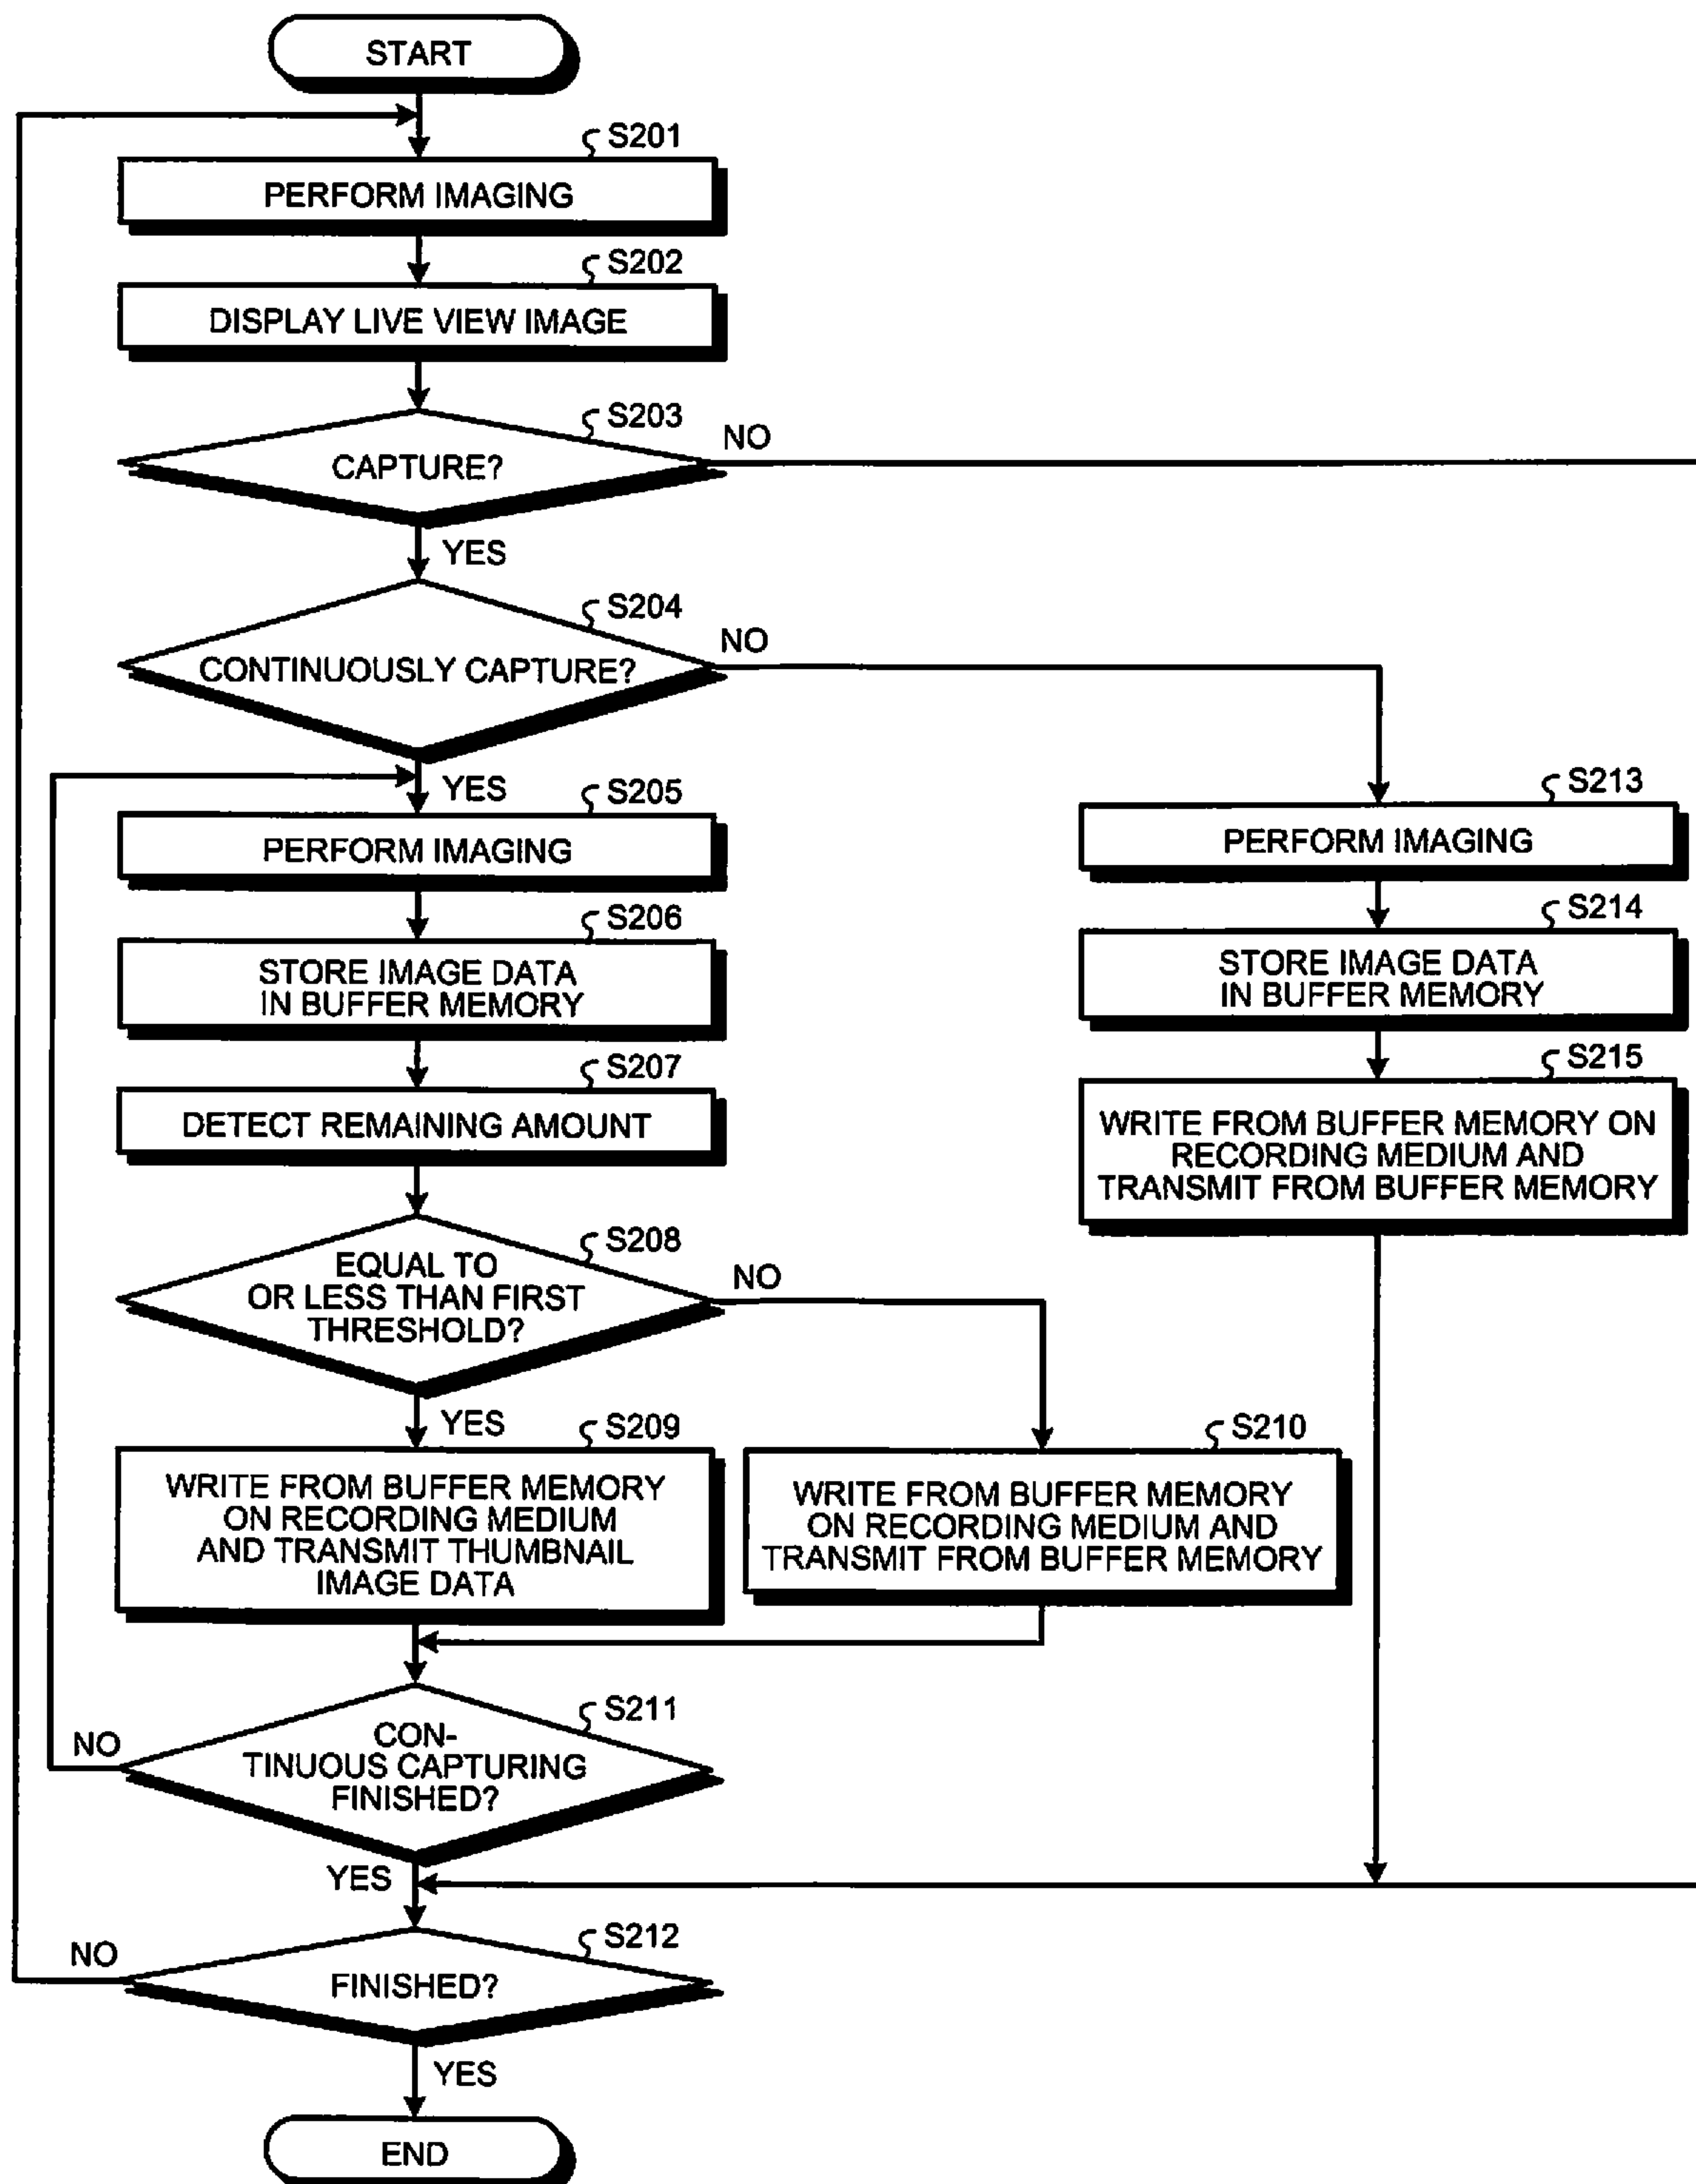 START
S201
PERFORM IMAGING
S202
DISPLAY LIVE VIEW IMAGE
S203
CAPTURE?
NO
YES
S204
CONTINUOUSLY CAPTURE?
NO
YES
S205
PERFORM IMAGING
S206
STORE IMAGE DATA
IN BUFFER MEMORY
S207
DETECT REMAINING AMOUNT
S208
EQUAL TO
OR LESS THAN FIRST
THRESHOLD?
NO
YES
S209
WRITE FROM BUFFER MEMORY
ON RECORDING MEDIUM
AND TRANSMIT THUMBNAIL
IMAGE DATA
S210
WRITE FROM BUFFER MEMORY
ON RECORDING MEDIUM AND
TRANSMIT FROM BUFFER MEMORY
S211
CON-
TINUOUS CAPTURING
FINISHED?
NO
YES
S212
FINISHED?
NO
YES
END
S213
PERFORM IMAGING
S214
STORE IMAGE DATA
IN BUFFER MEMORY
S215
WRITE FROM BUFFER MEMORY ON
RECORDING MEDIUM AND
TRANSMIT FROM BUFFER MEMORY